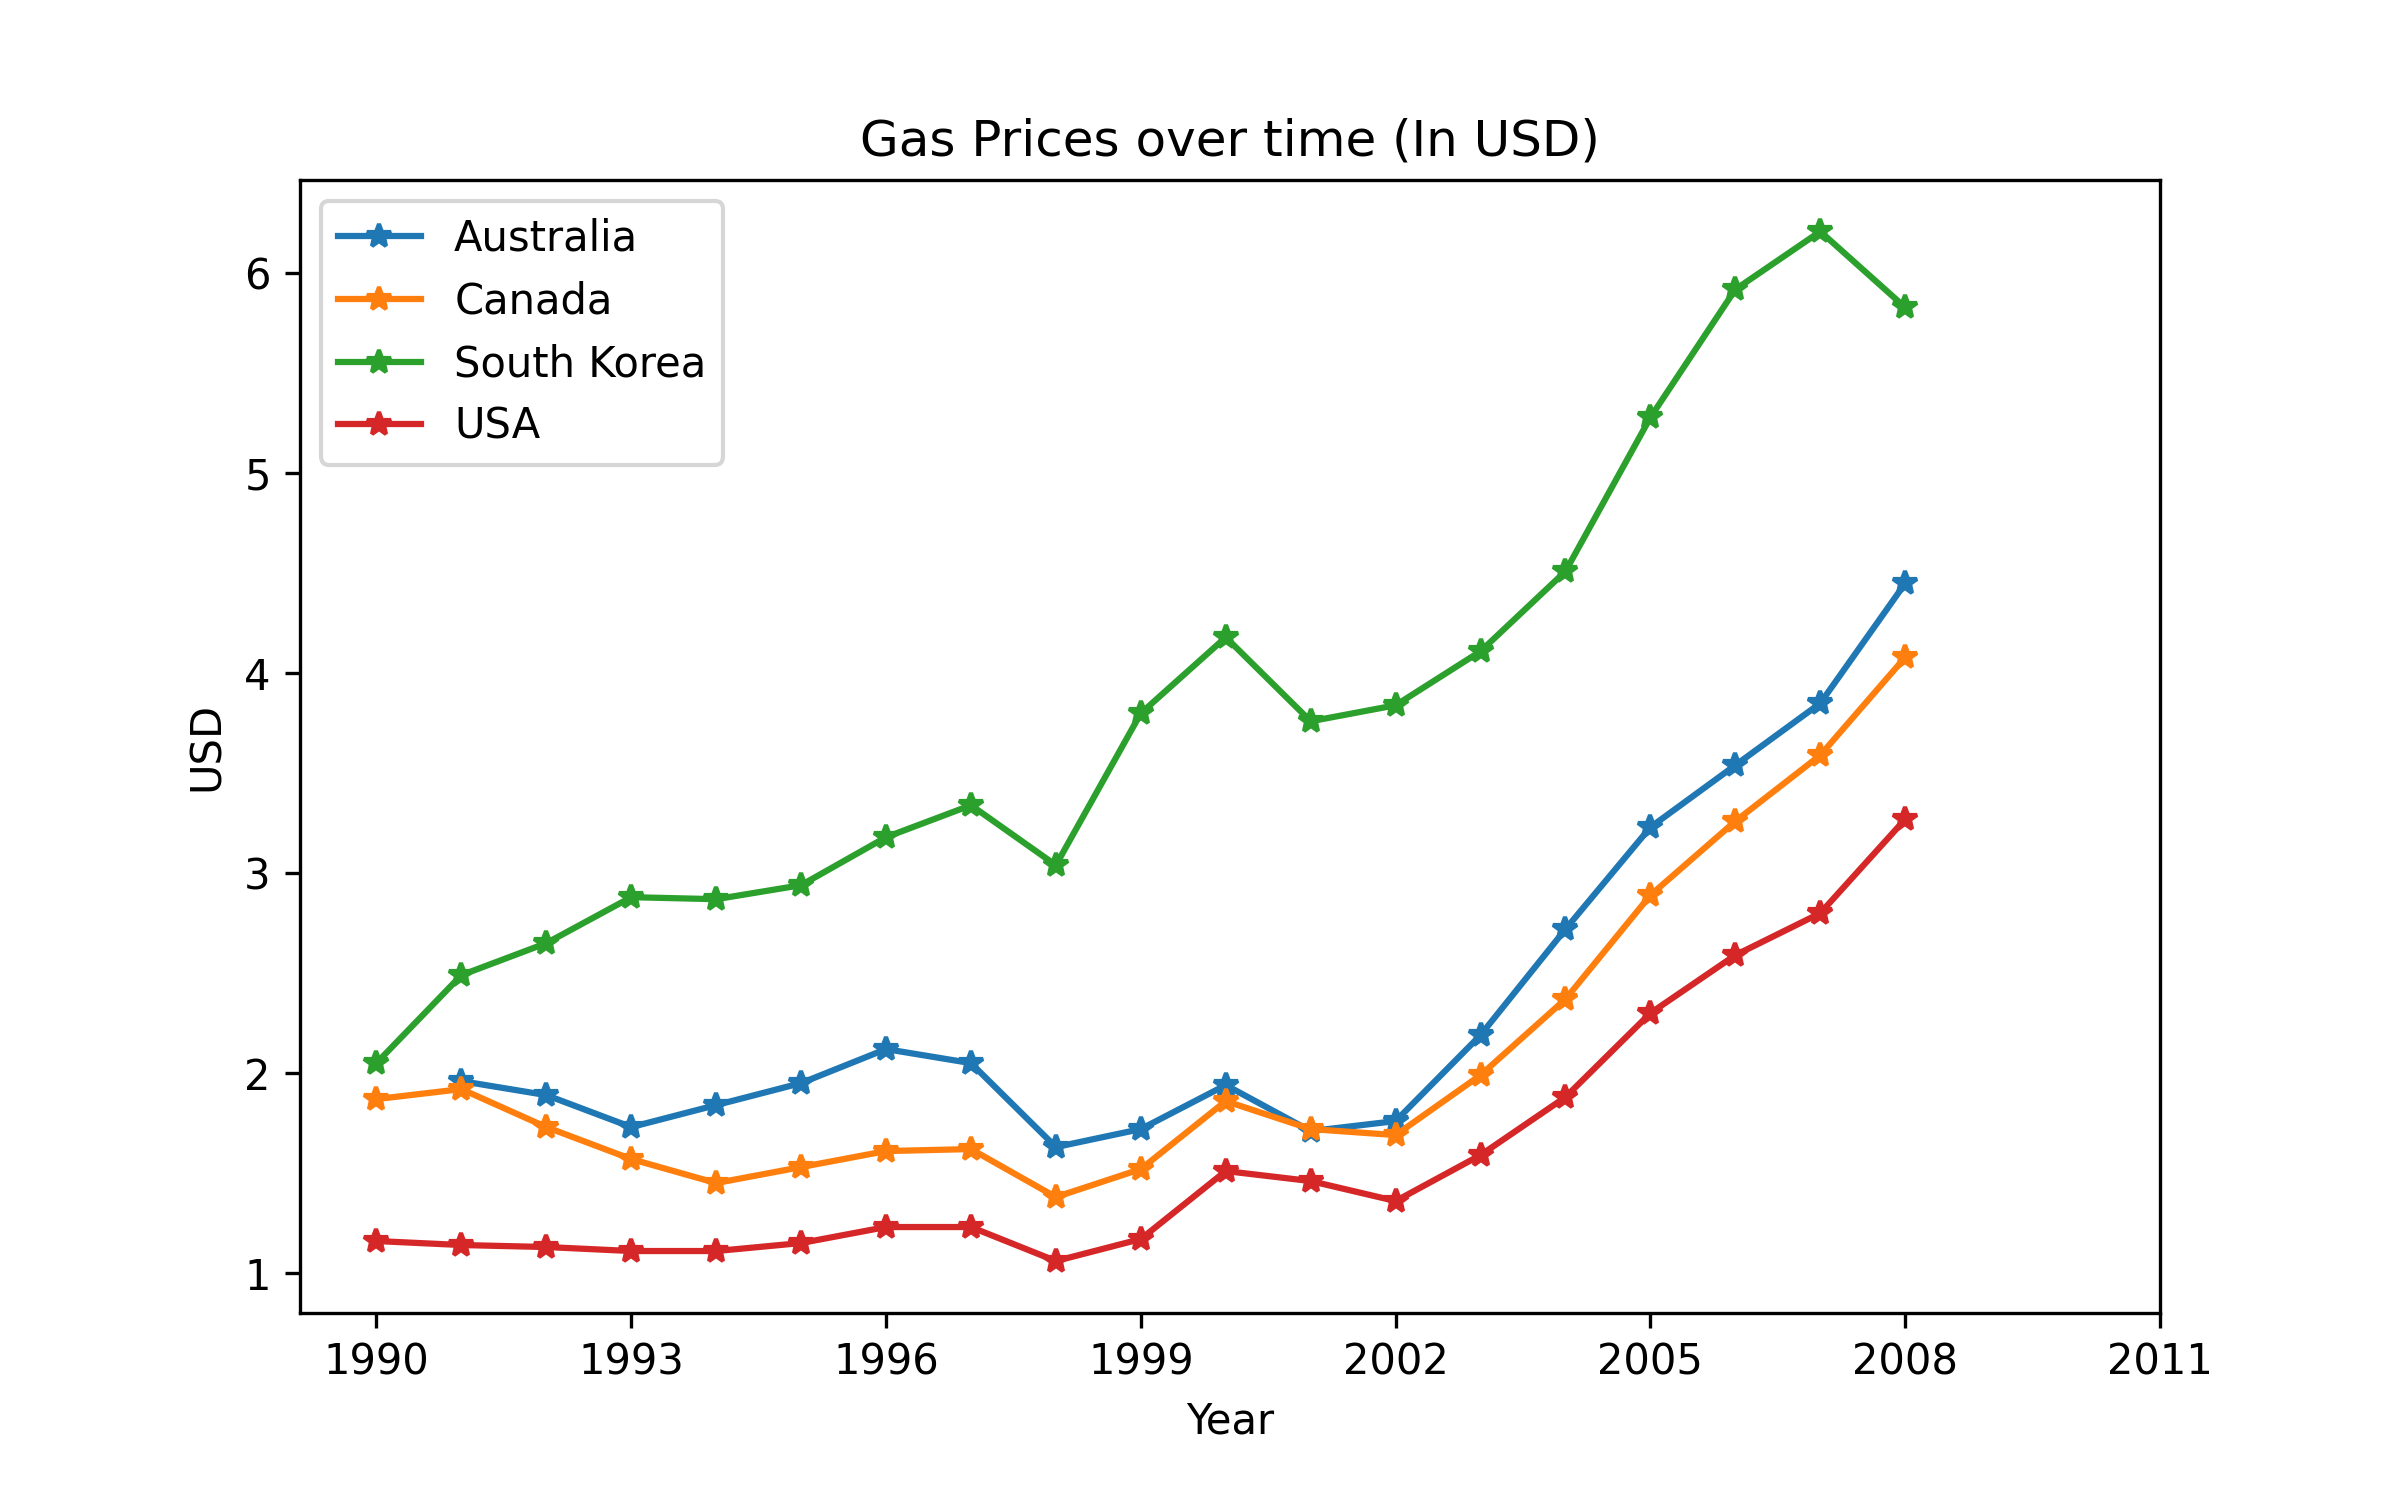 Gas Prices over time (In USD)
Australia
Canada
South Korea
USA
6
5
4
3
2
1
USD
1990 1993 1996 1999 2002 2005 2008 2011
Year